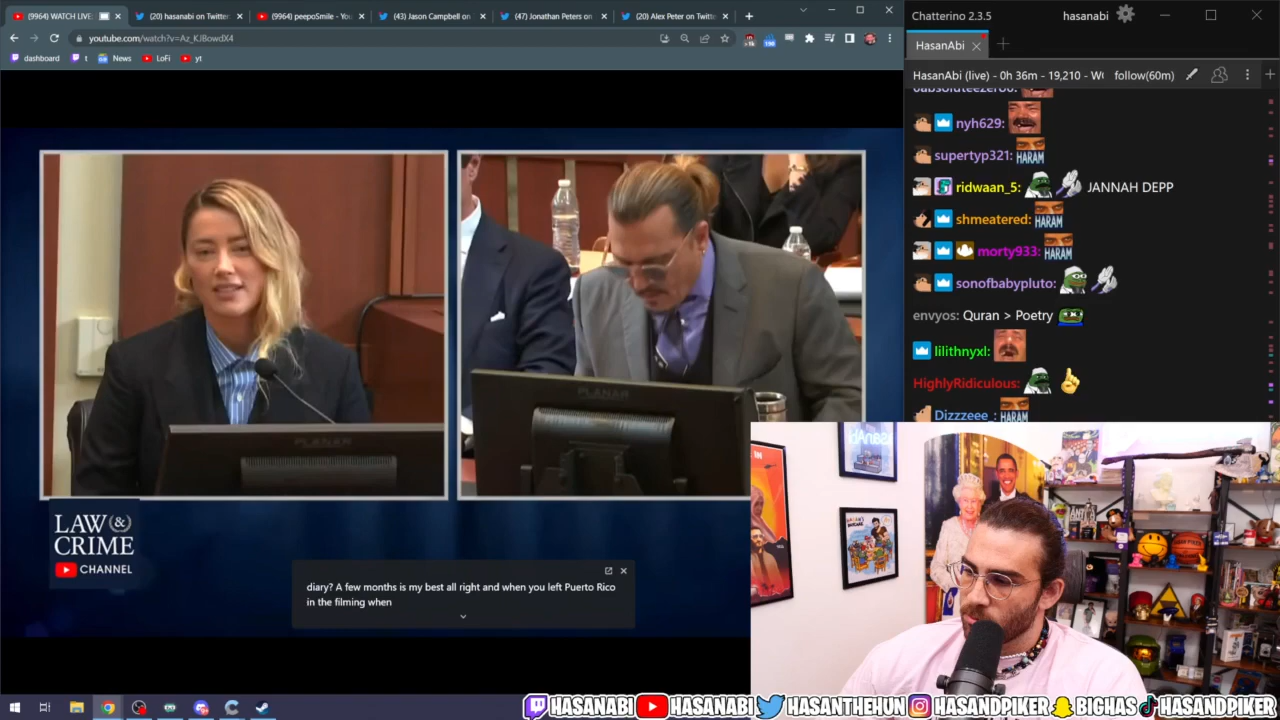 (9964) WATCH LIVE:
(20) hasanabi on Twitter
(9964) peepoSmile - You
(43) Jason Campbell on
(47) Jonathan Peters on
(20) Alex Peter on Twitte
youtube.com/watch?v=Az_KJBowdX4
dashboard
t
News
LoFi
yt
Chatterino 2.3.5
hasanabi
HasanAbi
HasanAbi (live) - 0h 36m - 19,210 - W
follow(60m)
nyh629:
supertyp321: HARAM
ridwaan_5: JANNAH DEPP
shmeatered: HARAM
morty933: HARAM
sonofbabypluto:
envyos: Quran > Poetry
lilithnyxl:
HighlyRidiculous:
Dizzzeee_: HARAM
PLANAR
PLANAR
LAW &
CRIME
CHANNEL
diary? A few months is my best all right and when you left Puerto Rico
in the filming when
HASANABI HASANABI HASANTHEHUN HASANDPIKER BIGHAS HASANDPIKER